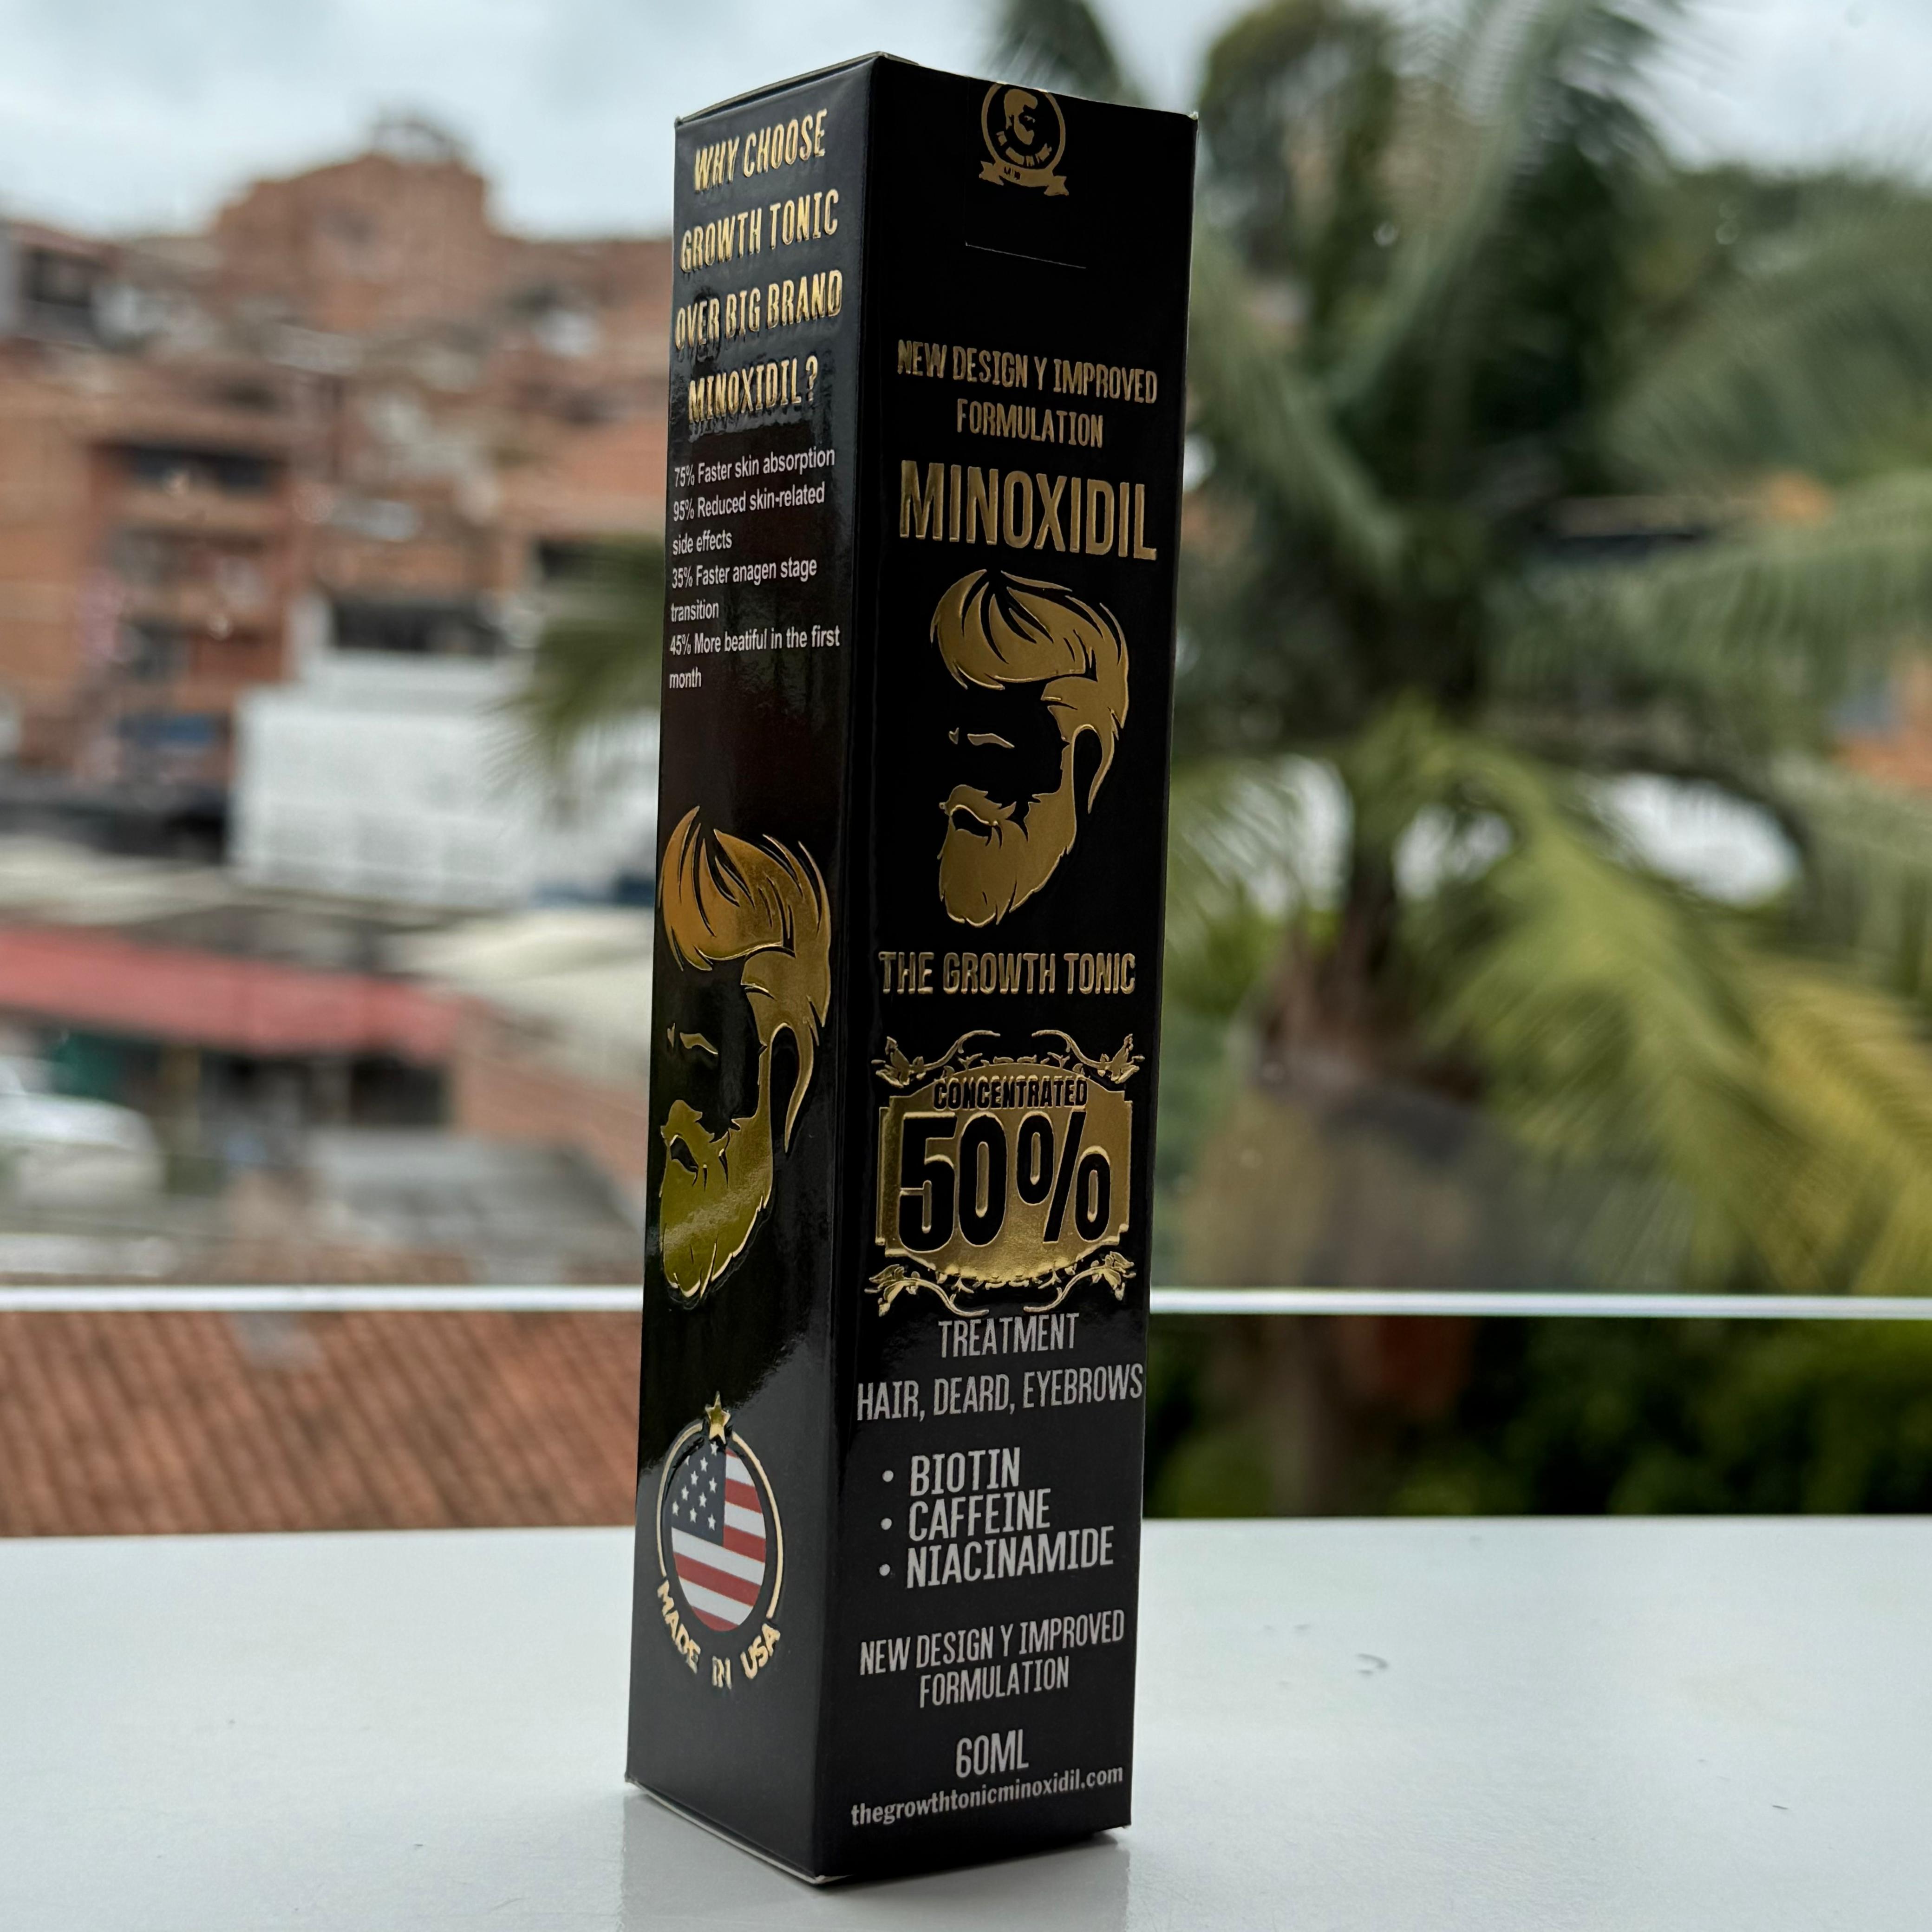 WHY CHOOSE
GROWTH TONIC
OVER BIG BRAND
MINOXIDIL?
75% Faster skin absorption
95% Reduced skin-related
side effects
35% Faster anagen stage
transition
45% More beatiful in the first
month
MADE IN USA
NEW DESIGN Y IMPROVED
FORMULATION
MINOXIDIL
THE GROWTH TONIC
CONCENTRATED
50%
TREATMENT
HAIR, DEARD, EYEBROWS
• BIOTIN
• CAFFEINE
• NIACINAMIDE
NEW DESIGN Y IMPROVED
FORMULATION
60ML
thegrowthtonicminoxidil.com